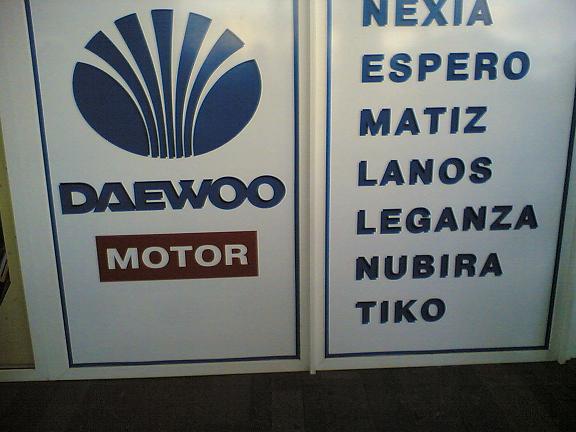 DAEWOO
MOTOR
NEXIA
ESPERO
MATIZ
LANOS
LEGANZA
NUBIRA
TIKO